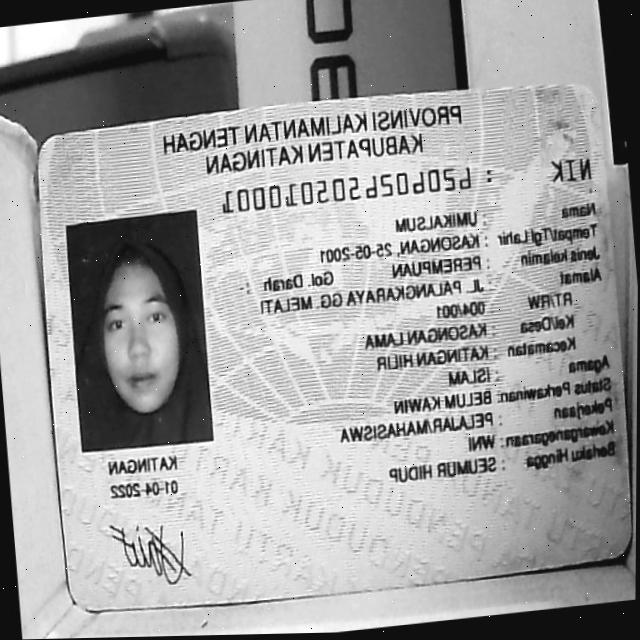 PROVINSI KALIMANTAN TENGAH
KABUPATEN KATINGAN
NIK : 6206026505010001
Nama : UMIKALSUM
Tempat/Tgl Lahir : KASONGAN, 25-05-2001
Jenis kelamin : PEREMPUAN Gol. Darah : -
Alamat : JL. PALANGKARAYA GG. MELATI
RT/RW : 004/001
Kel/Desa : KASONGAN LAMA
Kecamatan : KATINGAN HILIR
Agama : ISLAM
Status Perkawinan: BELUM KAWIN
Pekerjaan : PELAJAR/MAHASISWA
Kewarganegaraan: WNI
Berlaku Hingga : SEUMUR HIDUP
KATINGAN
01-04-2022